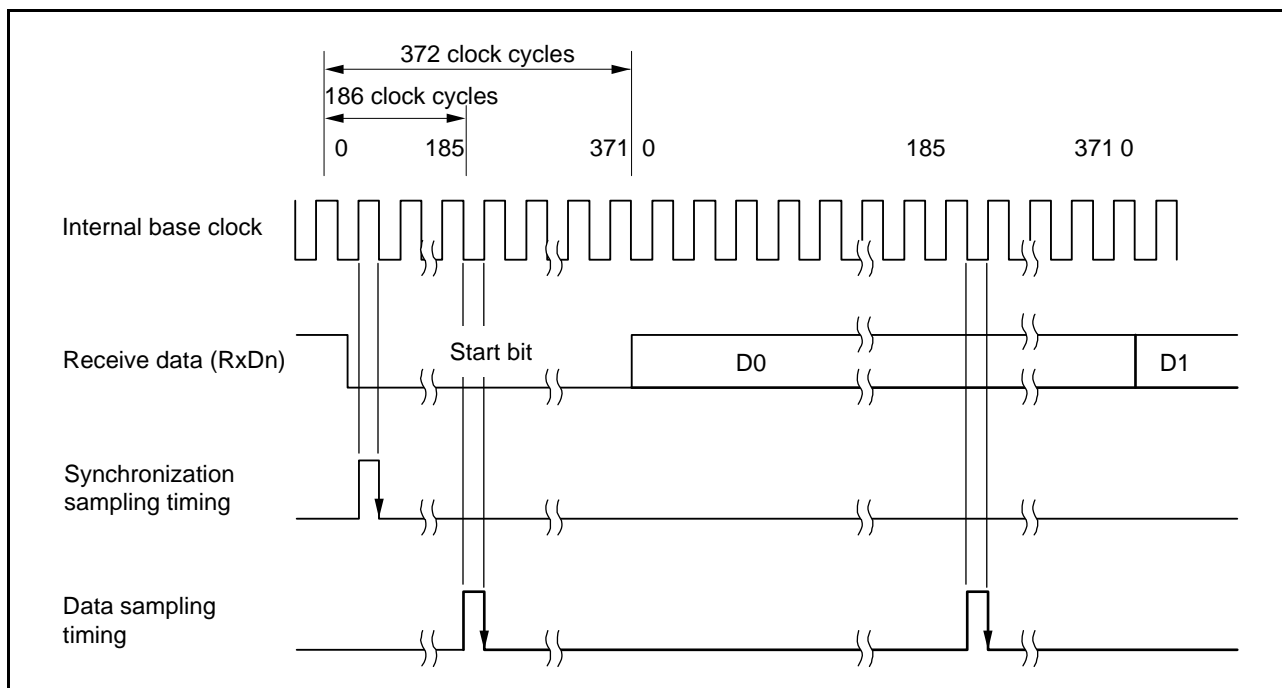 372 clock cycles
186 clock cycles
0 185 371 0 185 371 0
Internal base clock
Receive data (RxDn)
Start bit
D0
D1
Synchronization
sampling timing
Data sampling
timing